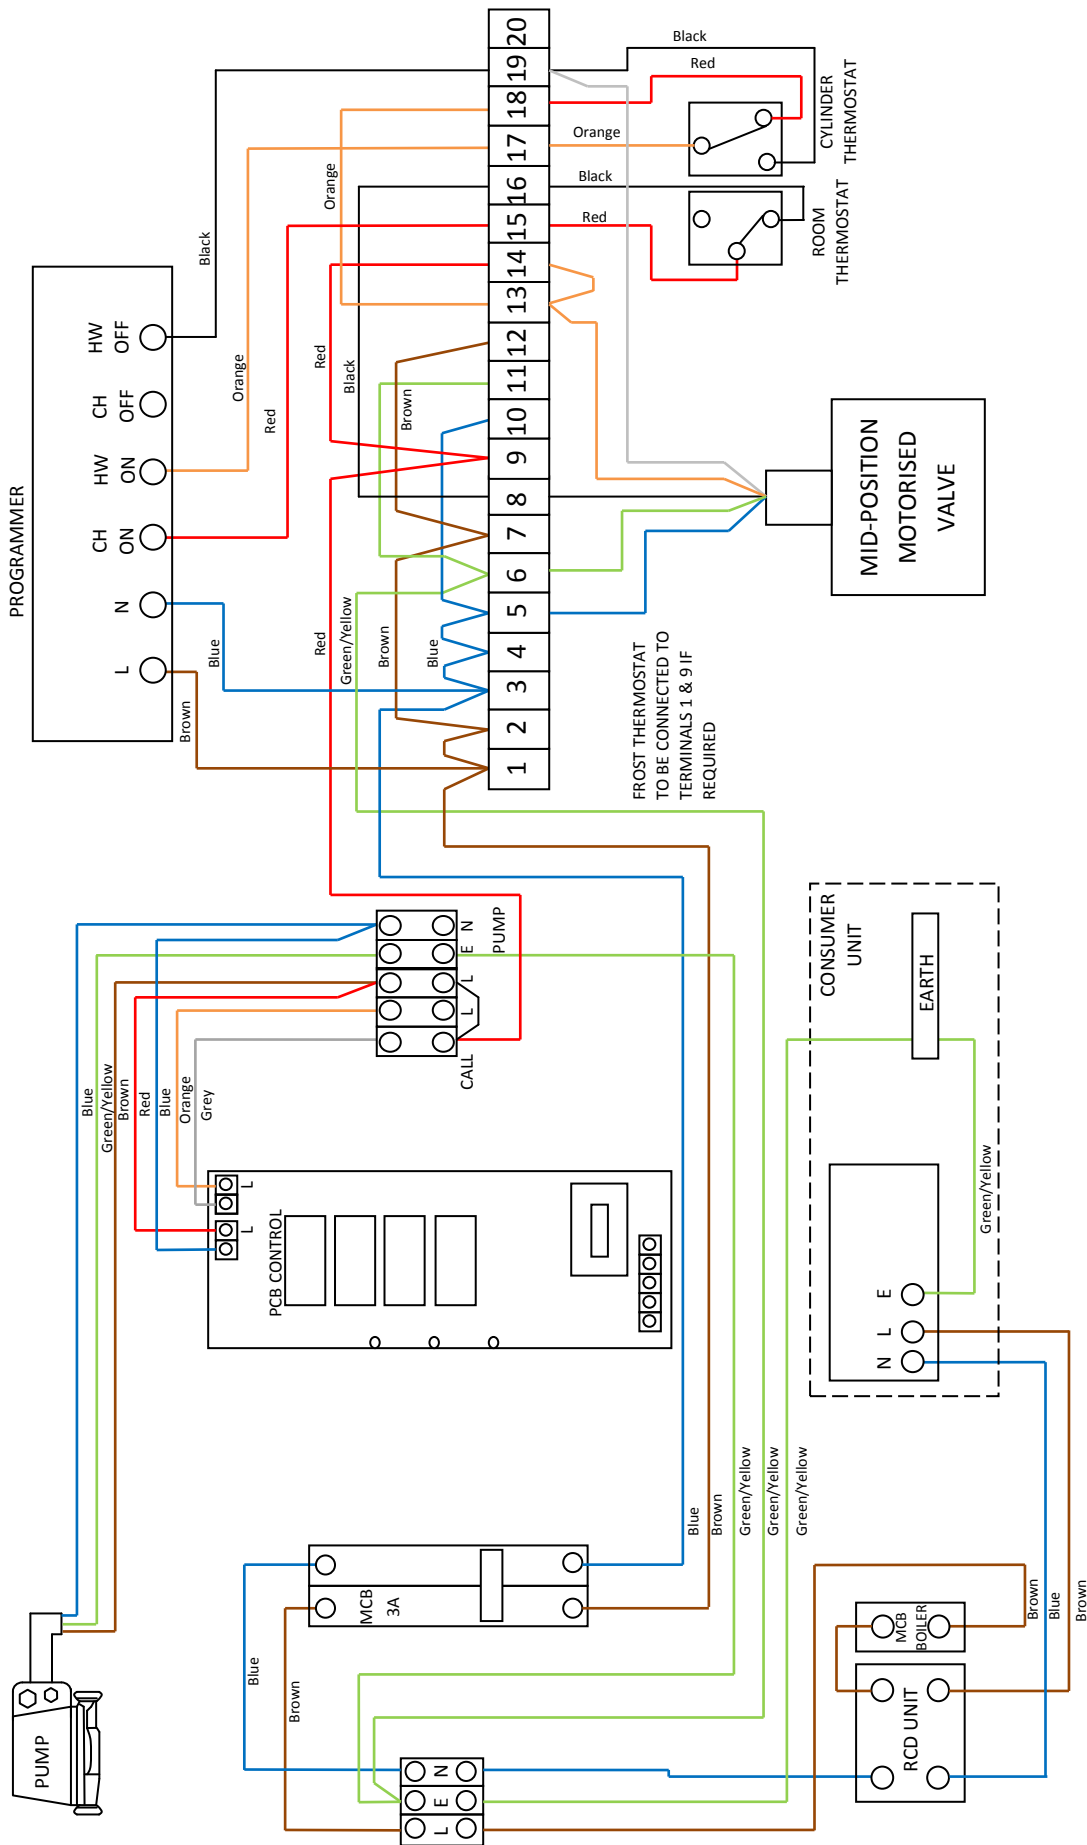 PROGRAMMER
L
N
CH
ON
HW
ON
CH
OFF
HW
OFF
Brown
Blue
Red
Orange
Black
Red
Green/Yellow
Brown
Blue
Red
Black
Brown
Orange
1
2
3
4
5
6
7
8
9
10
11
12
13
14
15
16
17
18
19
20
Black
Red
Orange
Black
Red
CYLINDER
THERMOSTAT
ROOM
THERMOSTAT
MID-POSITION
MOTORISED
VALVE
FROST THERMOSTAT
TO BE CONNECTED TO
TERMINALS 1 & 9 IF
REQUIRED
CALL
L
L
E
N
PUMP
Blue
Green/Yellow
Brown
Red
Blue
Orange
Grey
PCB CONTROL
L
L
CONSUMER
UNIT
EARTH
N
L
E
Green/Yellow
PUMP
MCB
3A
Blue
Brown
Blue
Brown
Green/Yellow
Green/Yellow
Green/Yellow
L
E
N
RCD UNIT
MCB
BOILER
Brown
Blue
Brown